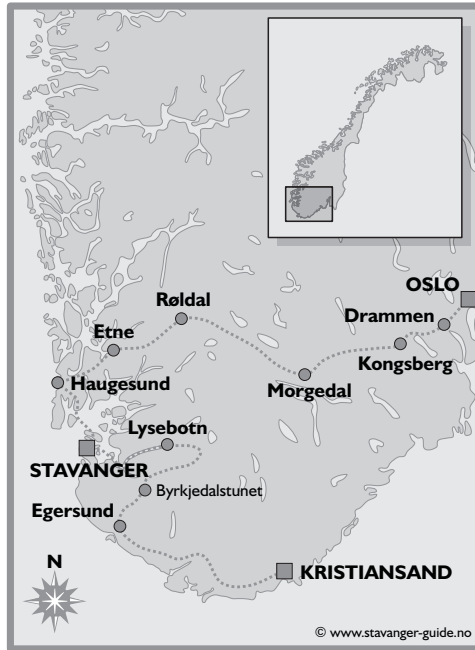 OSLO
Drammen
Røldal
Etne
Kongsberg
Haugesund
Morgedal
Lysebotn
STAVANGER
Byrkjedalstunet
Egersund
N
KRISTIANSAND
© www.stavanger-guide.no